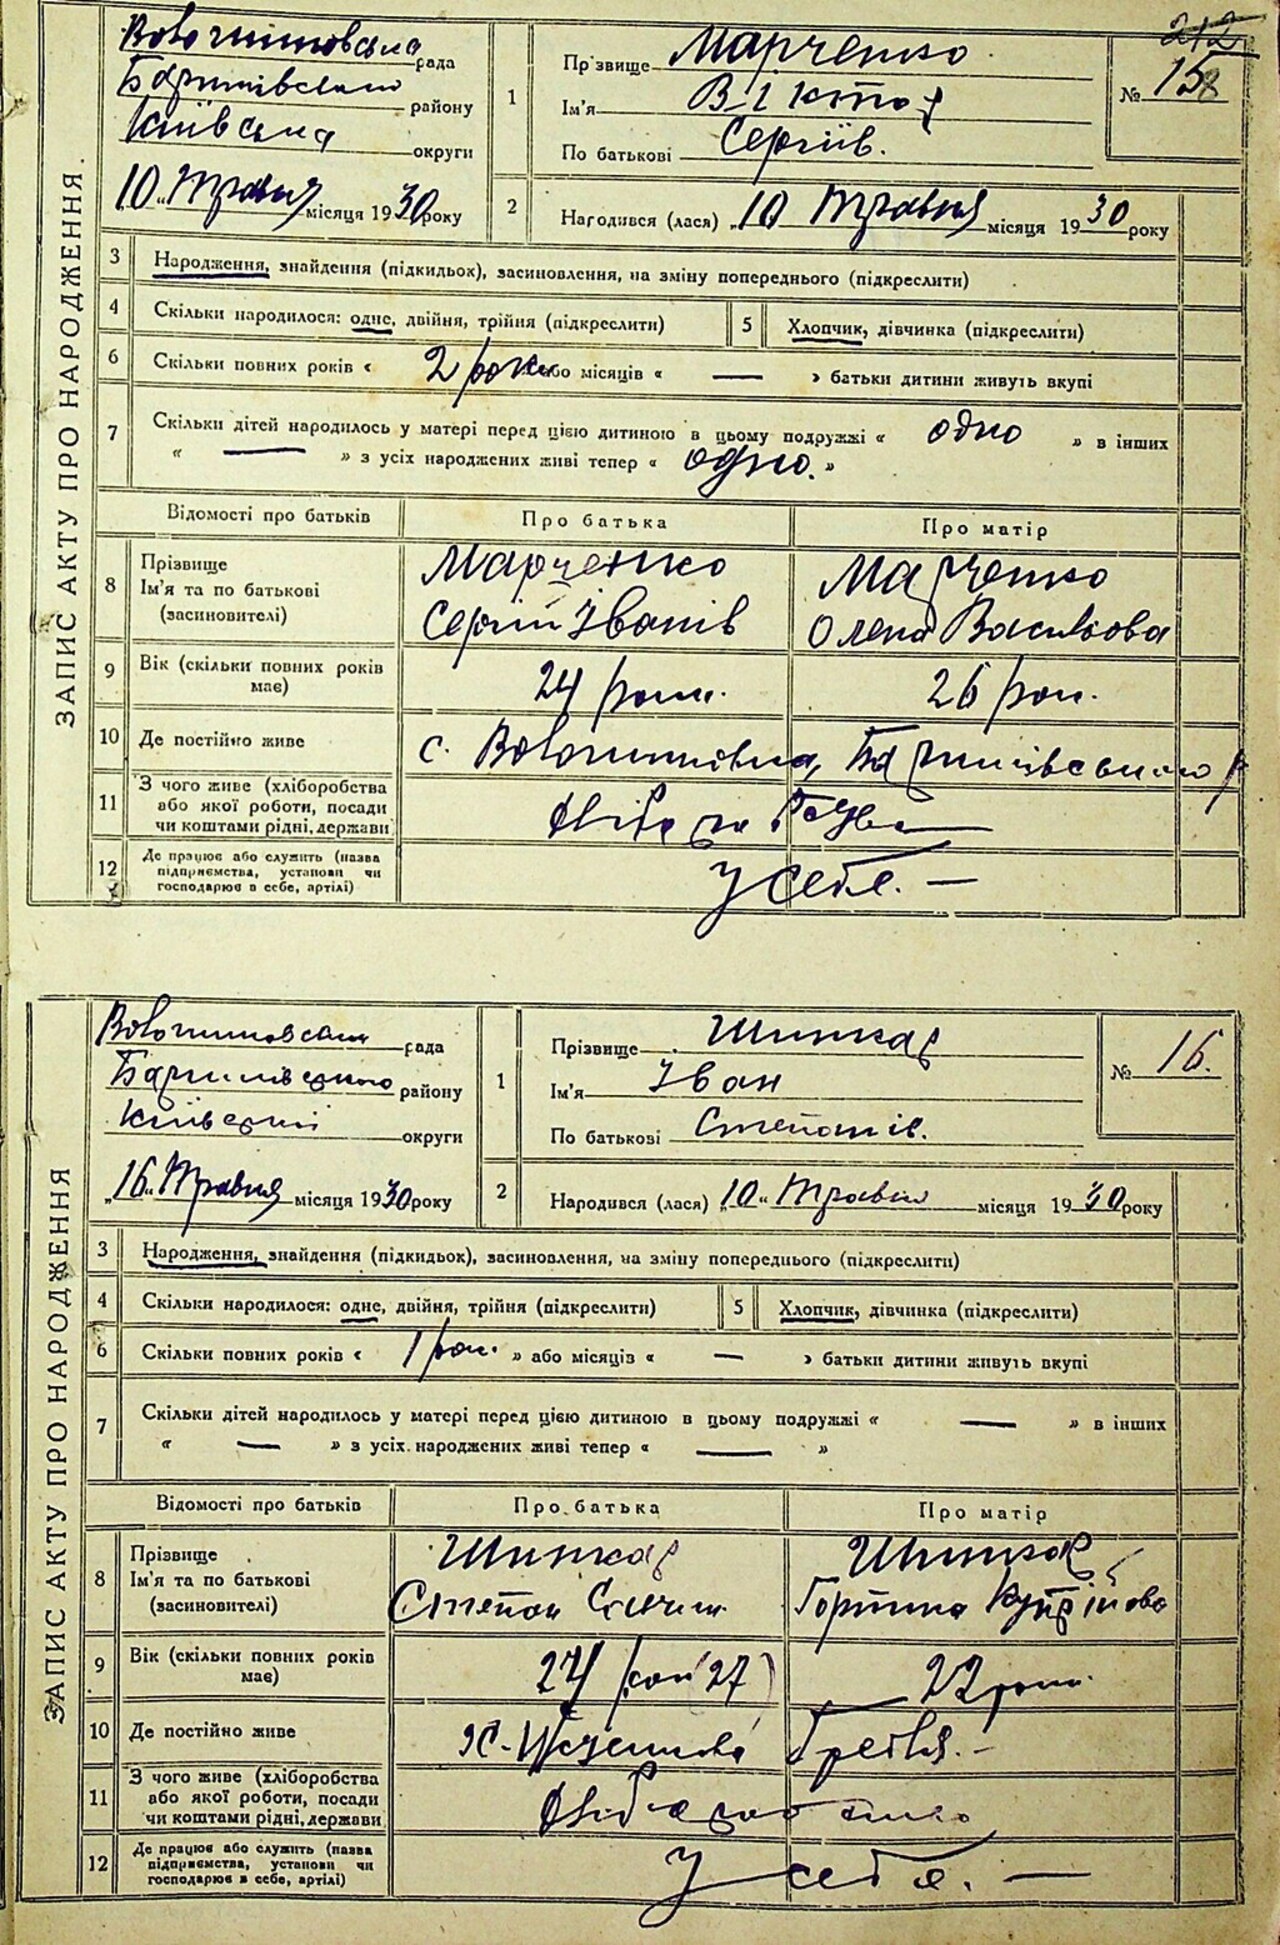 212
ЗАПИС АКТУ ПРО НАРОДЖЕННЯ.
Волошиновська рада
Баришівського району
Київська округи
„10„ травня місяця 1930 року
1
Прізвище Марченко
Ім'я Віктор
По батькові Сергіїв.
№ 15
2
Народився (лася) „10 травня місяця 1930 року
3 Народження, знайдення (підкидьок), засиновлення, на зміну попереднього (підкреслити)
4 Скільки народилося: одне, двійня, трійня (підкреслити) 5 Хлопчик, дівчинка (підкреслити)
6 Скільки повних років « 2 роки або місяців « — » батьки дитини живуть вкупі
7 Скільки дітей народилось у матері перед цією дитиною в цьому подружжі « одно » в інших
« — » з усіх народжених живі тепер « одно. »
Відомості про батьків Про батька Про матір
8 Прізвище
Ім'я та по батькові
(засиновителі)
Марченко
Сергій Іванів
Марченко
Олена Васильова
9 Вік (скільки повних років
має)
24 роки. 26 рок.
10 Де постійно живе с. Волошиновка, Баришівського р
11 З чого живе (хліборобства
або якої роботи, посади
чи коштами рідні, держави
12 Де працює або служить (назва
підприємства, установи чи
господарює в себе, артілі)
у себе. —
ЗАПИС АКТУ ПРО НАРОДЖЕННЯ
Волошиновська рада
Баришівського району
Київської округи
„16„ Травня місяця 1930 року
1
Прізвище Шинкар
Ім'я Іван
По батькові Степанів.
№ 16.
2
Народився (лася) „10„ Травня місяця 1930 року
3 Народження, знайдення (підкидьок), засиновлення, на зміну попереднього (підкреслити)
4 Скільки народилося: одне, двійня, трійня (підкреслити) 5 Хлопчик, дівчинка (підкреслити)
6 Скільки повних років « 1 рок. » або місяців « — » батьки дитини живуть вкупі
7 Скільки дітей народилось у матері перед цією дитиною в цьому подружжі « — » в інших
« — » з усіх народжених живі тепер « — »
Відомості про батьків Про батька Про матір
8 Прізвище
Ім'я та по батькові
(засиновителі)
Шинкар
Степан
Шинкар
Горпина Купріїнова
9 Вік (скільки повних років
має)
27 рок (27) 22 роки.
10 Де постійно живе Гребля. —
11 З чого живе (хліборобства
або якої роботи, посади
чи коштами рідні, держави
12 Де працює або служить (назва
підприємства, установи чи
господарює в себе, артілі)
У себе. —